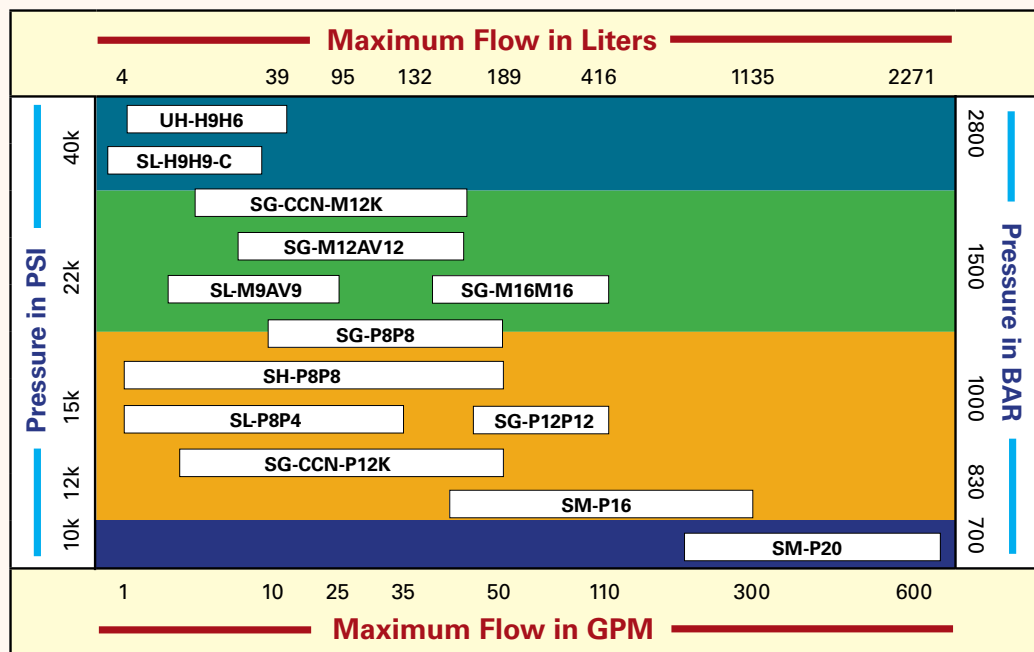 Maximum Flow in Liters
4 39 95 132 189 416 1135 2271
Pressure in PSI
40k
22k
15k
12k
10k
UH-H9H6
SL-H9H9-C
SG-CCN-M12K
SG-M12AV12
SL-M9AV9 SG-M16M16
SG-P8P8
SH-P8P8
SL-P8P4 SG-P12P12
SG-CCN-P12K
SM-P16
SM-P20
2800
1500
1000
830
700
Pressure in BAR
1 10 25 35 50 110 300 600
Maximum Flow in GPM